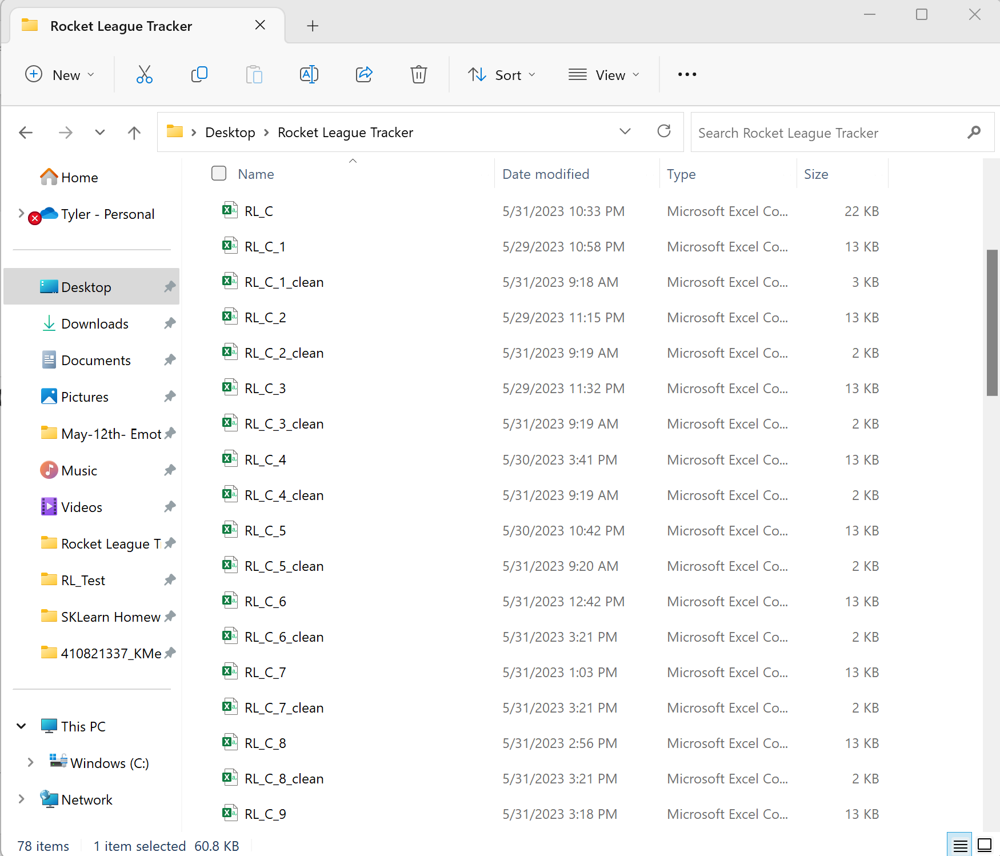 Rocket League Tracker
New
Sort
View
Desktop
Rocket League Tracker
Search Rocket League Tracker
Name Date modified Type Size
Home
Tyler - Personal
Desktop
Downloads
Documents
Pictures
May-12th- Emot
Music
Videos
Rocket League T
RL_Test
SKLearn Homew
410821337_KMe
This PC
Windows (C:)
Network
RL_C 5/31/2023 10:33 PM Microsoft Excel Co... 22 KB
RL_C_1 5/29/2023 10:58 PM Microsoft Excel Co... 13 KB
RL_C_1_clean 5/31/2023 9:18 AM Microsoft Excel Co... 3 KB
RL_C_2 5/29/2023 11:15 PM Microsoft Excel Co... 13 KB
RL_C_2_clean 5/31/2023 9:19 AM Microsoft Excel Co... 2 KB
RL_C_3 5/29/2023 11:32 PM Microsoft Excel Co... 13 KB
RL_C_3_clean 5/31/2023 9:19 AM Microsoft Excel Co... 2 KB
RL_C_4 5/30/2023 3:41 PM Microsoft Excel Co... 13 KB
RL_C_4_clean 5/31/2023 9:19 AM Microsoft Excel Co... 2 KB
RL_C_5 5/30/2023 10:42 PM Microsoft Excel Co... 13 KB
RL_C_5_clean 5/31/2023 9:20 AM Microsoft Excel Co... 2 KB
RL_C_6 5/31/2023 12:42 PM Microsoft Excel Co... 13 KB
RL_C_6_clean 5/31/2023 3:21 PM Microsoft Excel Co... 2 KB
RL_C_7 5/31/2023 1:03 PM Microsoft Excel Co... 13 KB
RL_C_7_clean 5/31/2023 3:21 PM Microsoft Excel Co... 2 KB
RL_C_8 5/31/2023 2:56 PM Microsoft Excel Co... 13 KB
RL_C_8_clean 5/31/2023 3:21 PM Microsoft Excel Co... 2 KB
RL_C_9 5/31/2023 3:18 PM Microsoft Excel Co... 13 KB
78 items 1 item selected 60.8 KB